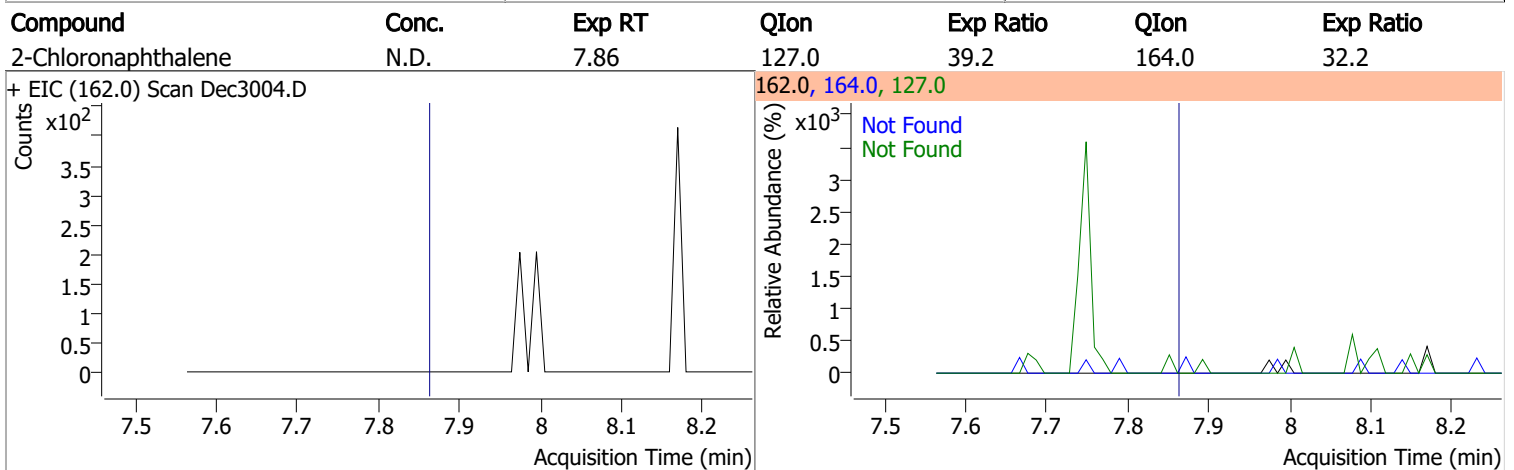 Compound Conc. Exp RT QIon Exp Ratio QIon Exp Ratio
2-Chloronaphthalene N.D. 7.86 127.0 39.2 164.0 32.2
+ EIC (162.0) Scan Dec3004.D
Counts
x10²
3.5
3
2.5
2
1.5
1
0.5
0
7.5 7.6 7.7 7.8 7.9 8 8.1 8.2
Acquisition Time (min)
162.0, 164.0, 127.0
Relative Abundance (%)
x10³
Not Found
Not Found
3
2.5
2
1.5
1
0.5
0
7.5 7.6 7.7 7.8 7.9 8 8.1 8.2
Acquisition Time (min)